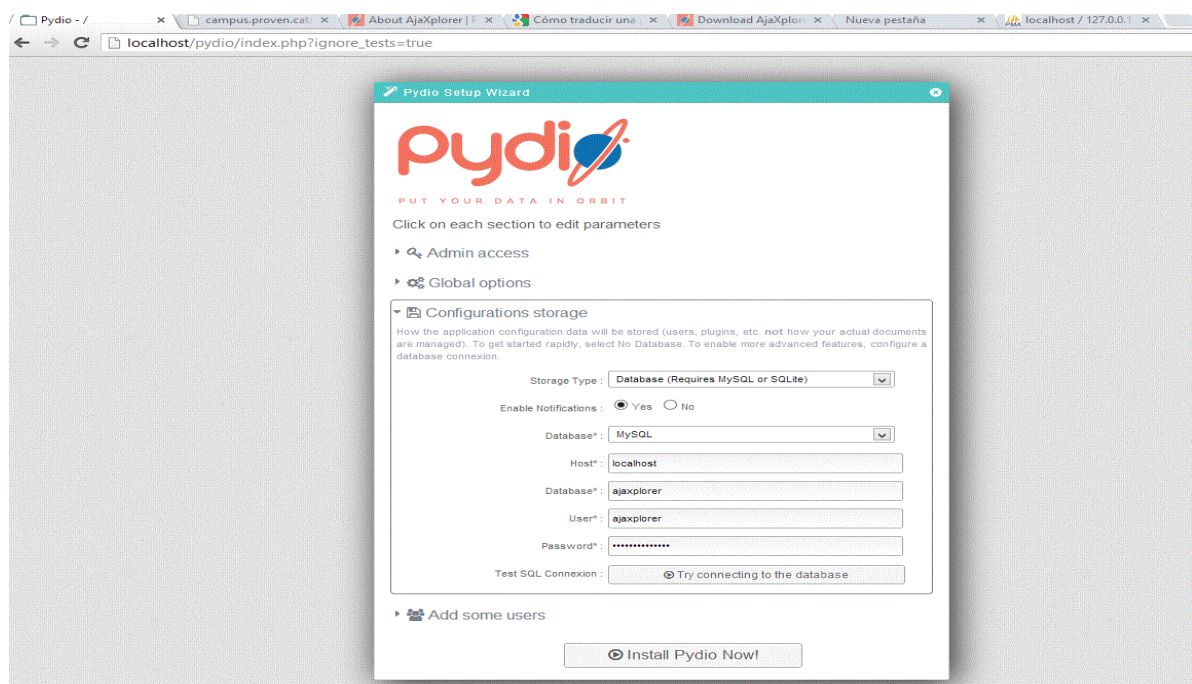 Pydio - /
campus.proven.cat/
About AjaXplorer | F
Cómo traducir una
Download AjaXplor
Nueva pestaña
localhost / 127.0.0.1
localhost/pydio/index.php?ignore_tests=true
Pydio Setup Wizard
pydio
PUT YOUR DATA IN ORBIT
Click on each section to edit parameters
Admin access
Global options
Configurations storage
How the application configuration data will be stored (users, plugins, etc. not how your actual documents
are managed). To get started rapidly, select No Database. To enable more advanced features, configure a
database connexion.
Storage Type : Database (Requires MySQL or SQLite)
Enable Notifications : Yes No
Database* : MySQL
Host* : localhost
Database* : ajaxplorer
User* : ajaxplorer
Password* : ••••••••••••••
Test SQL Connexion : Try connecting to the database
Add some users
Install Pydio Now!